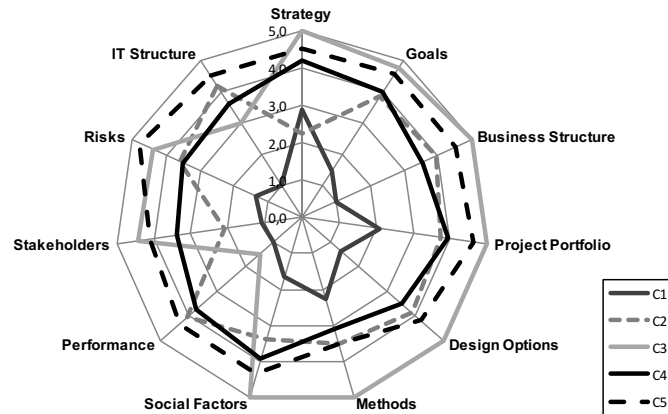 Strategy
5,0
IT Structure
Goals
4,0
3,0
Risks
Business Structure
2,0
1,0
0,0
Stakeholders
Project Portfolio
C1
C2
Performance
Design Options
C3
C4
Social Factors
Methods
C5